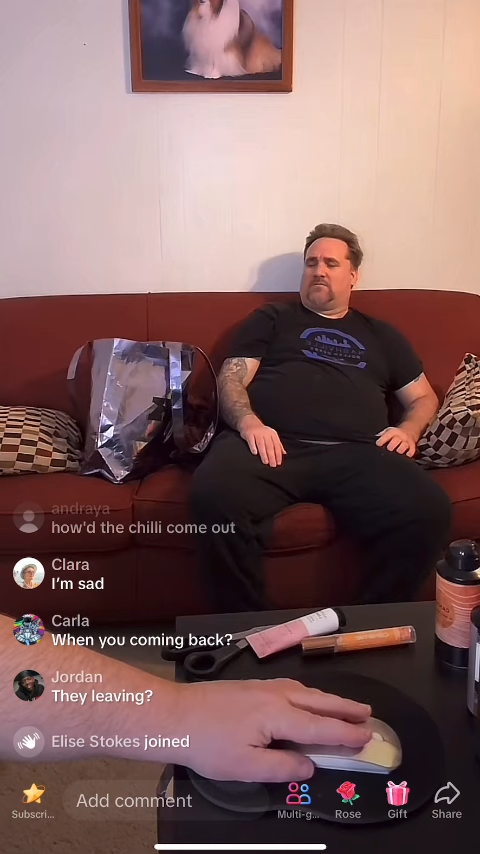 andraya
how'd the chilli come out
Clara
I'm sad
Carla
When you coming back?
Jordan
They leaving?
Elise Stokes joined
Subscri...
Add comment
Multi-g...
Rose
Gift
Share